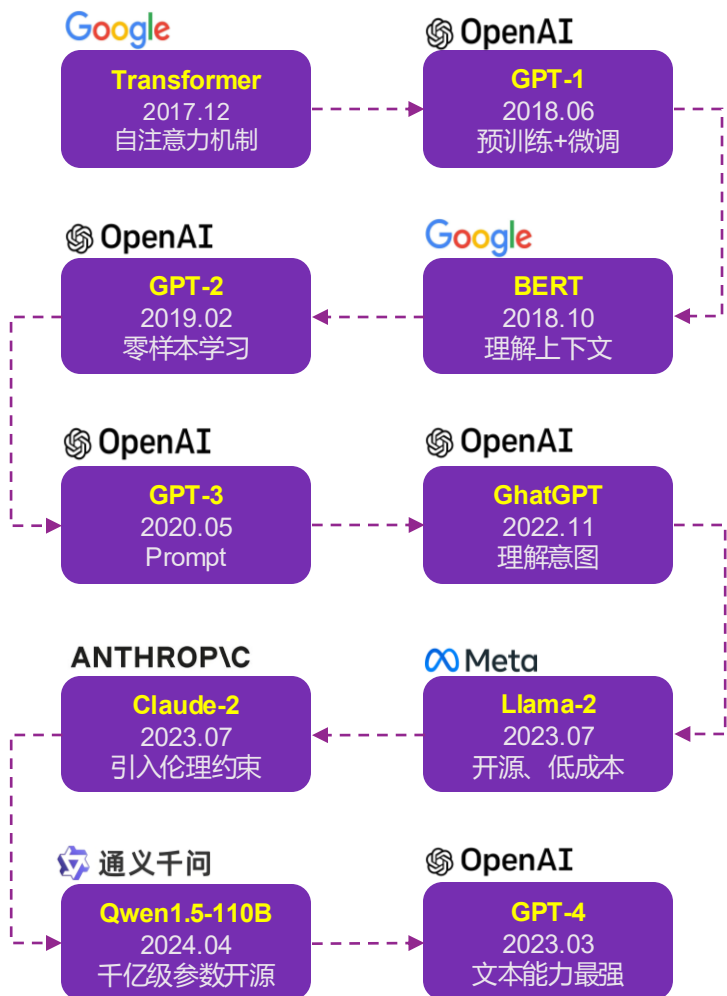 Google
Transformer
2017.12
自注意力机制
OpenAI
GPT-1
2018.06
预训练+微调
Google
BERT
2018.10
理解上下文
OpenAI
GPT-2
2019.02
零样本学习
OpenAI
GPT-3
2020.05
Prompt
OpenAI
GhatGPT
2022.11
理解意图
Meta
Llama-2
2023.07
开源、低成本
ANTHROP\C
Claude-2
2023.07
引入伦理约束
通义千问
Qwen1.5-110B
2024.04
千亿级参数开源
OpenAI
GPT-4
2023.03
文本能力最强